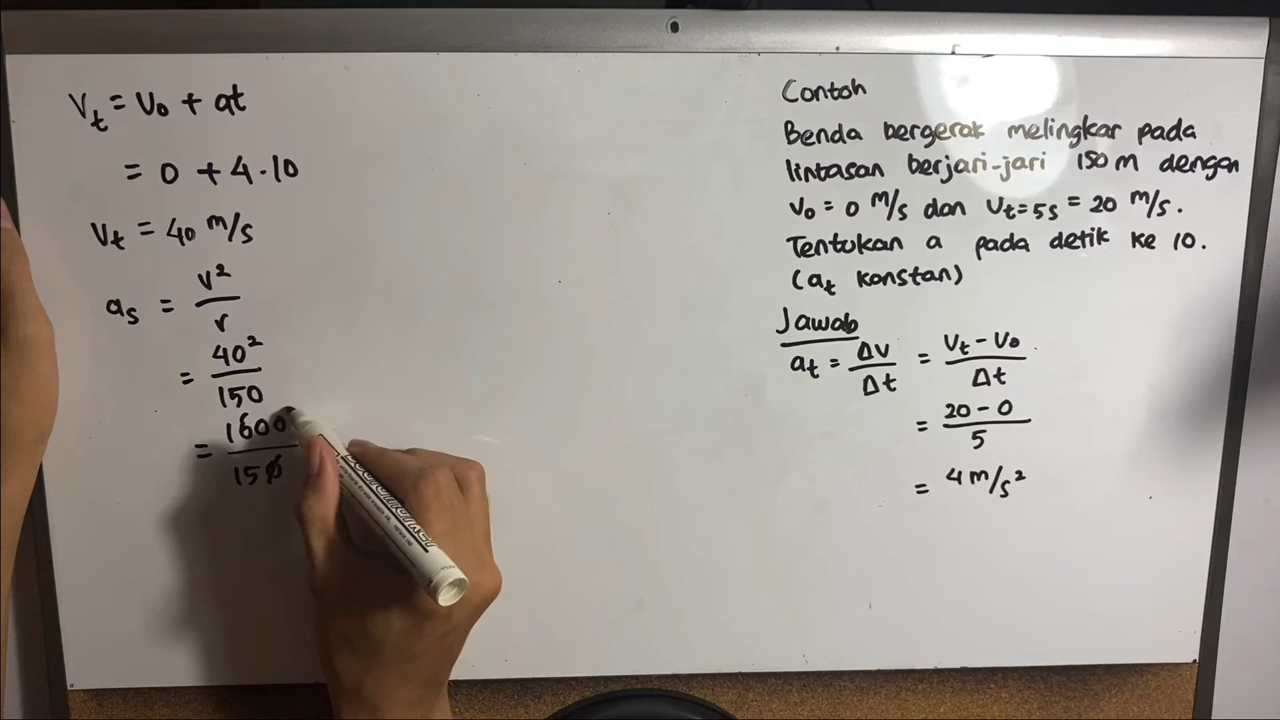 Vt = V0 + at
= 0 + 4·10
Vt = 40 m/s
as = v²/r
= 40²/150
= 1600/150
Contoh
Benda bergerak melingkar pada
lintasan berjari-jari 150 m dengan
V0 = 0 m/s dan Vt=5s = 20 m/s.
Tentukan a pada detik ke 10.
(at konstan)
Jawab
at = Δv/Δt = Vt - V0/Δt
= 20 - 0/5
= 4 m/s²